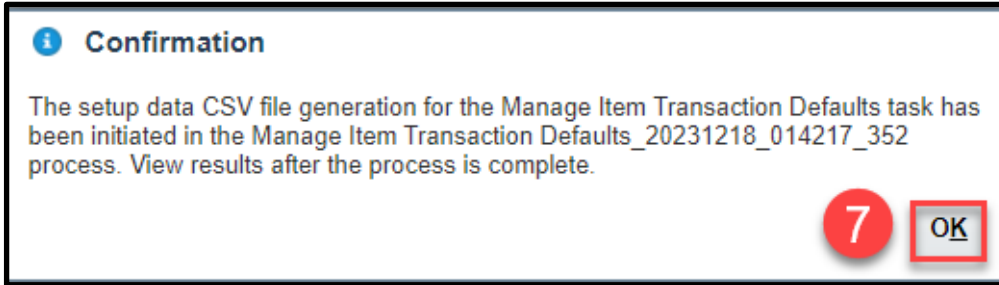 Confirmation
The setup data CSV file generation for the Manage Item Transaction Defaults task has
been initiated in the Manage Item Transaction Defaults_20231218_014217_352
process. View results after the process is complete.
7
OK